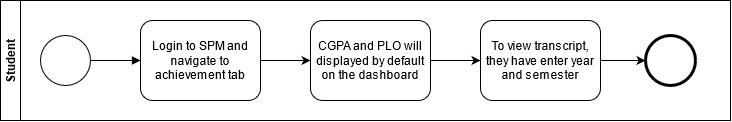 Student
Login to SPM and
navigate to
achievement tab
CGPA and PLO will
displayed by default
on the dashboard
To view transcript,
they have enter year
and semester